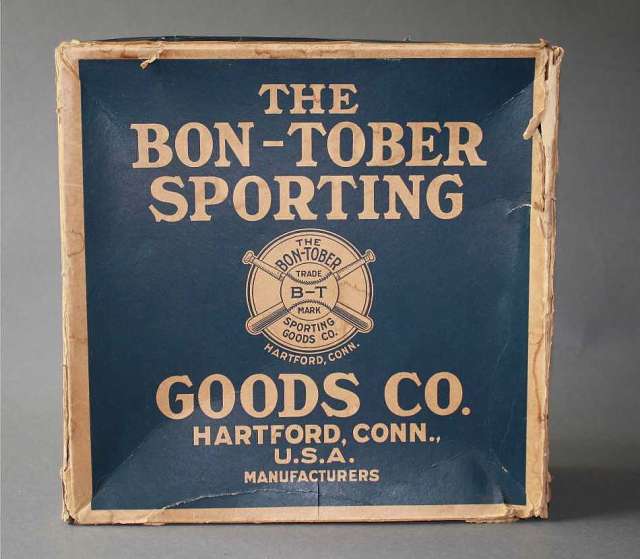 THE
BON-TOBER
SPORTING
THE
BON-TOBER
TRADE
B-T
MARK
SPORTING
GOODS CO.
HARTFORD, CONN.
GOODS CO.
HARTFORD, CONN.,
U.S.A.
MANUFACTURERS